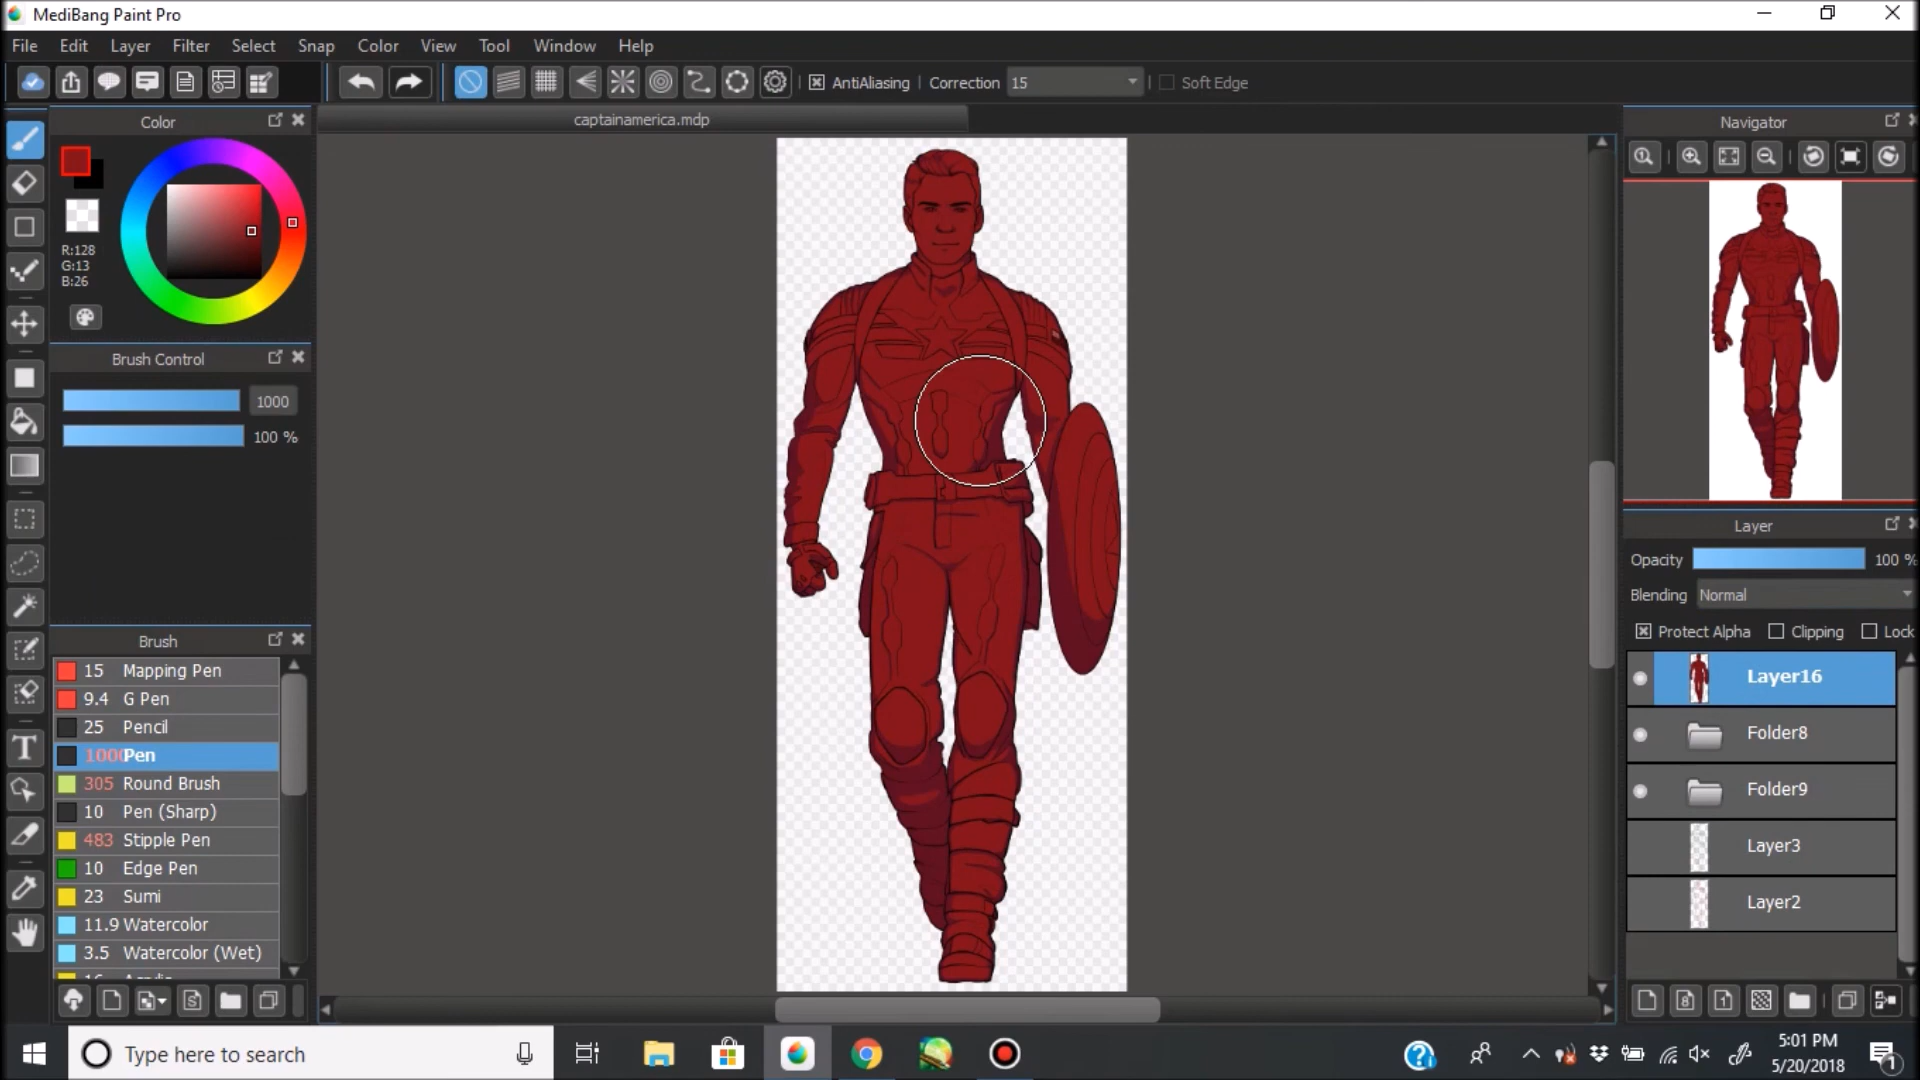 MediBang Paint Pro
File Edit Layer Filter Select Snap Color View Tool Window Help
AntiAliasing Correction 15 Soft Edge
Color
captainamerica.mdp
Navigator
R:128
G:13
B:26
Brush Control
1000
100 %
Brush
15 Mapping Pen
9.4 G Pen
25 Pencil
1000 Pen
305 Round Brush
10 Pen (Sharp)
483 Stipple Pen
10 Edge Pen
23 Sumi
11.9 Watercolor
3.5 Watercolor (Wet)
Layer
Opacity 100 %
Blending Normal
Protect Alpha Clipping Lock
Layer16
Folder8
Folder9
Layer3
Layer2
Type here to search
5:01 PM
5/20/2018
1